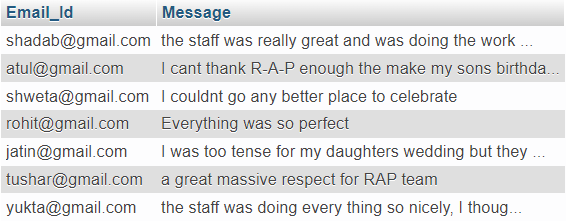 Email_Id Message
shadab@gmail.com the staff was really great and was doing the work ...
atul@gmail.com I cant thank R-A-P enough the make my sons birthda...
shweta@gmail.com I couldnt go any better place to celebrate
rohit@gmail.com Everything was so perfect
jatin@gmail.com I was too tense for my daughters wedding but they ...
tushar@gmail.com a great massive respect for RAP team
yukta@gmail.com the staff was doing every thing so nicely, I thoug...